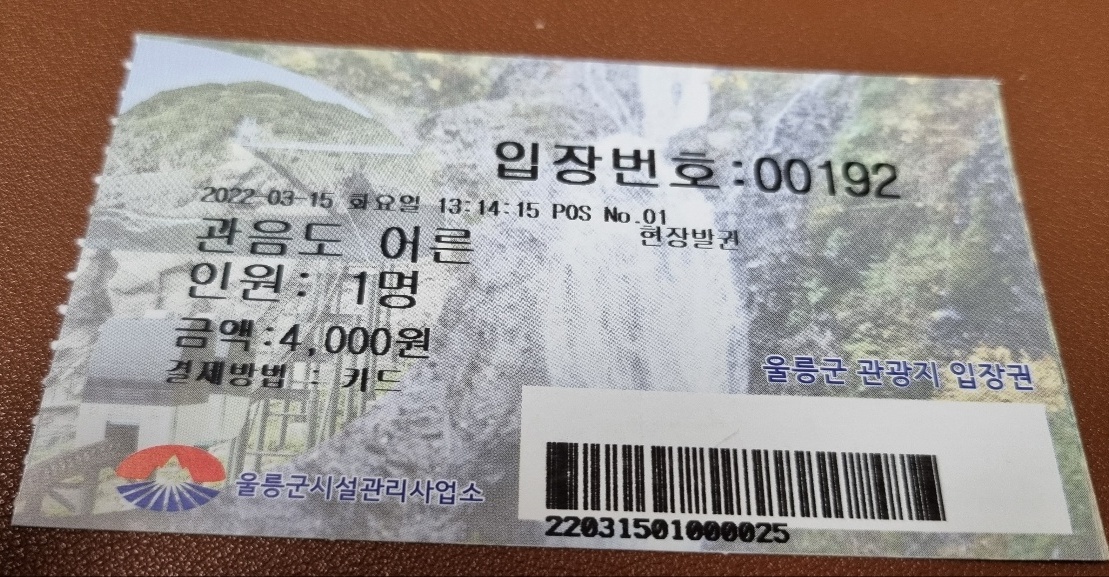 입장번호:00192
2022-03-15 화요일 13:14:15 POS No.01
현장발권
관음도 어른
인원: 1명
금액:4,000원
결제방법 : 카드
울릉군 관광지 입장권
울릉군시설관리사업소
22031501000025